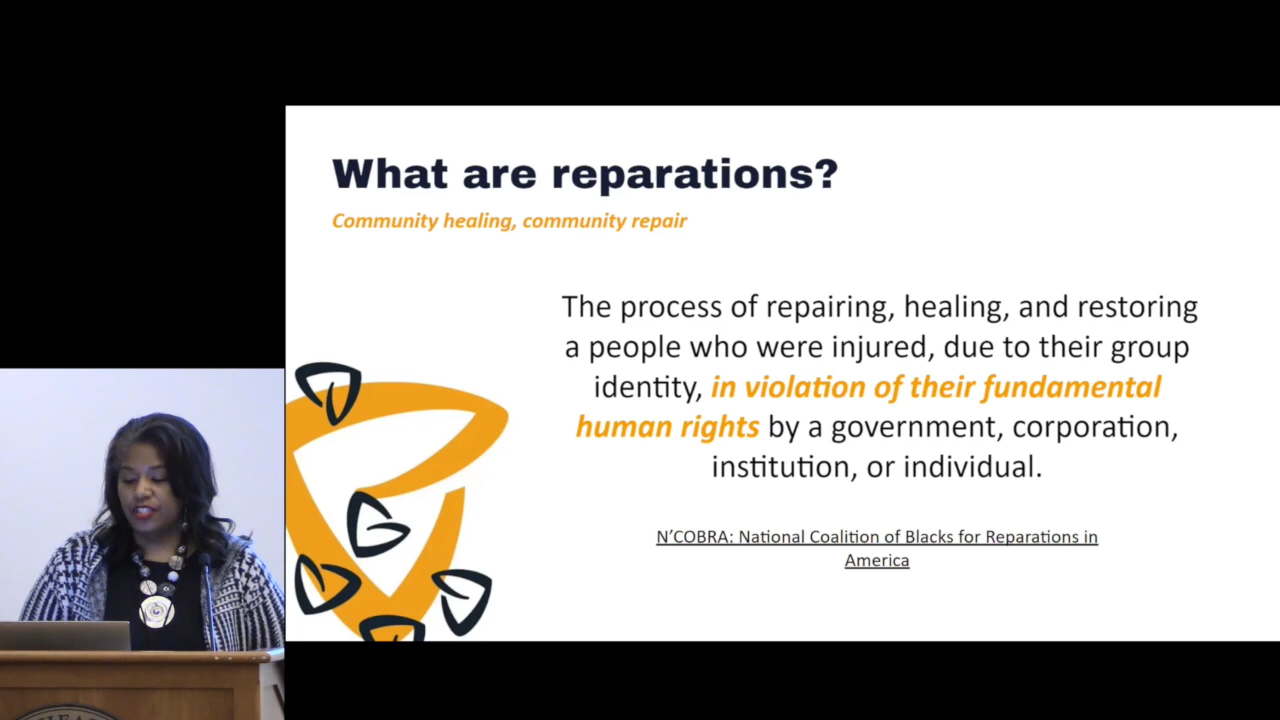 What are reparations?
Community healing, community repair
The process of repairing, healing, and restoring
a people who were injured, due to their group
identity, in violation of their fundamental
human rights by a government, corporation,
institution, or individual.
N'COBRA: National Coalition of Blacks for Reparations in
America